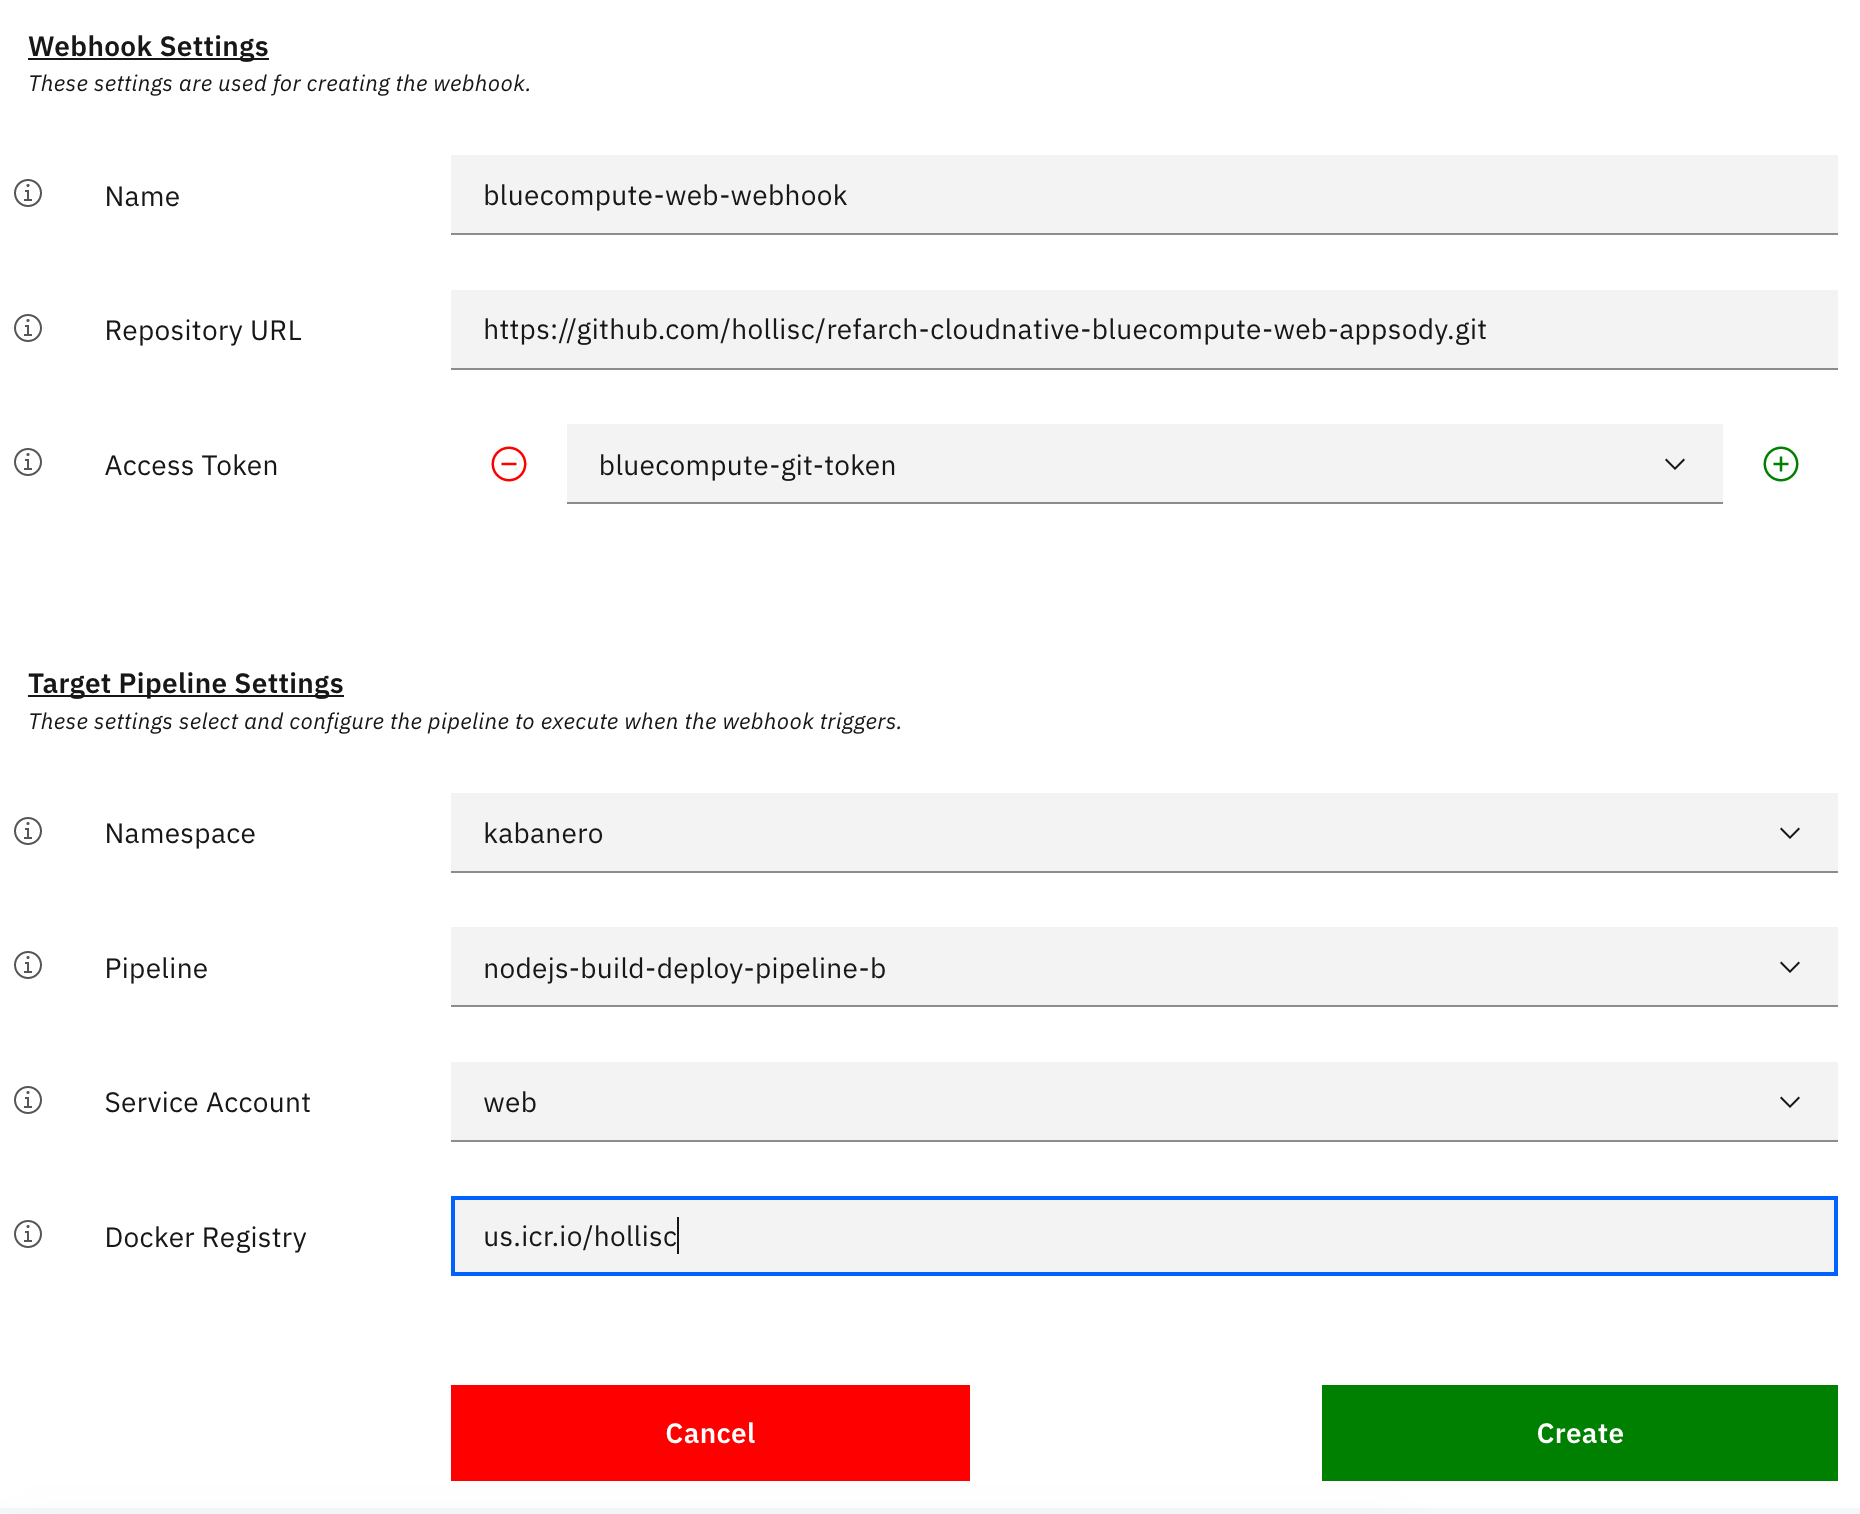 Webhook Settings
These settings are used for creating the webhook.
Name
bluecompute-web-webhook
Repository URL
https://github.com/hollisc/refarch-cloudnative-bluecompute-web-appsody.git
Access Token
bluecompute-git-token
Target Pipeline Settings
These settings select and configure the pipeline to execute when the webhook triggers.
Namespace
kabanero
Pipeline
nodejs-build-deploy-pipeline-b
Service Account
web
Docker Registry
us.icr.io/hollisc
Cancel
Create